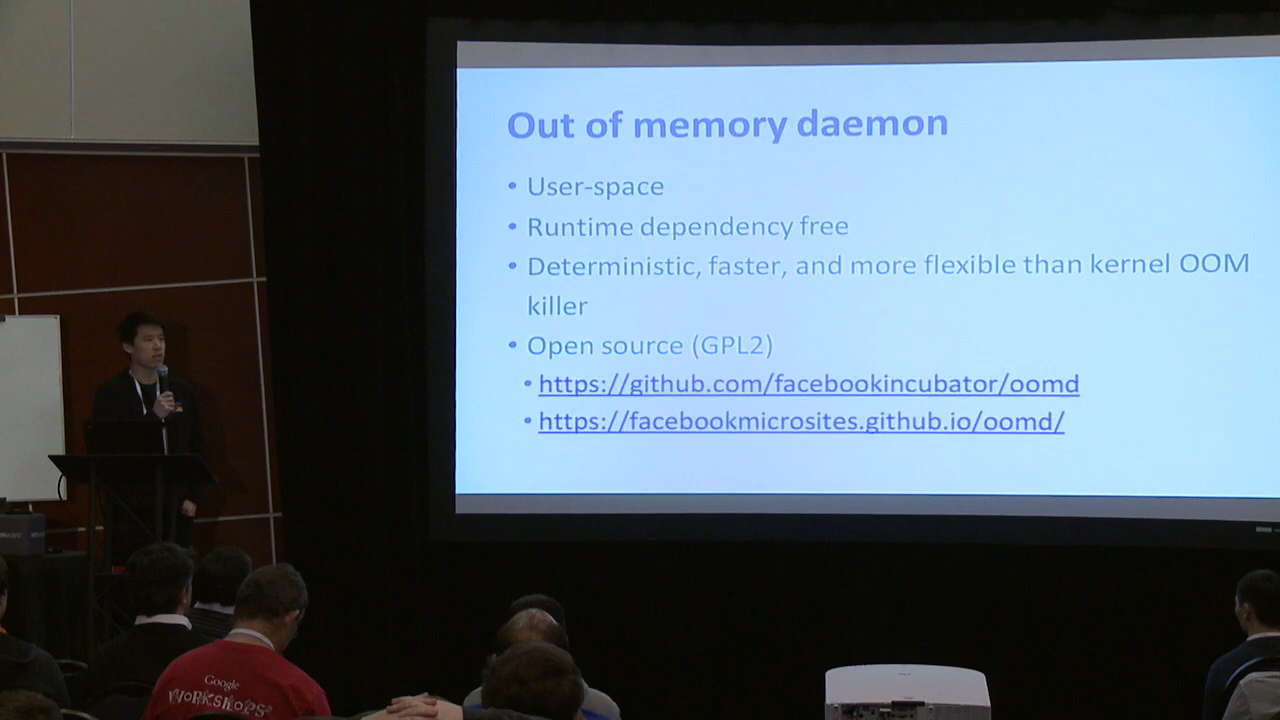 Out of memory daemon
• User-space
• Runtime dependency free
• Deterministic, faster, and more flexible than kernel OOM
killer
• Open source (GPL2)
• https://github.com/facebookincubator/oomd
• https://facebookmicrosites.github.io/oomd/
Google
WORKSHOPS